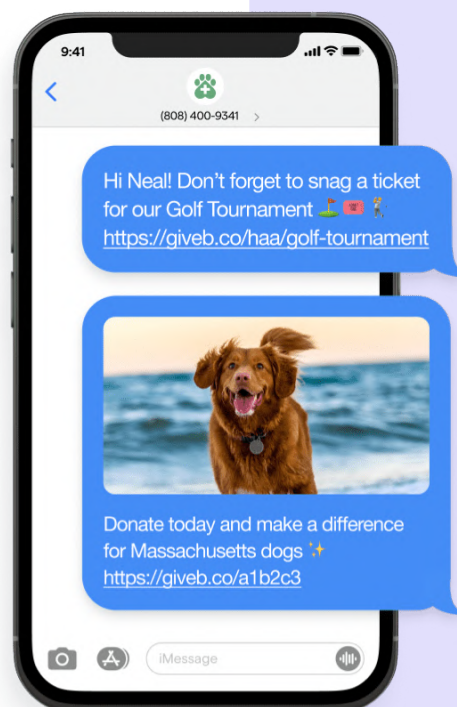 9:41
(808) 400-9341
Hi Neal! Don’t forget to snag a ticket
for our Golf Tournament ⛳🎟️🏌️
https://giveb.co/haa/golf-tournament
Donate today and make a difference
for Massachusetts dogs ✨
https://giveb.co/a1b2c3
iMessage